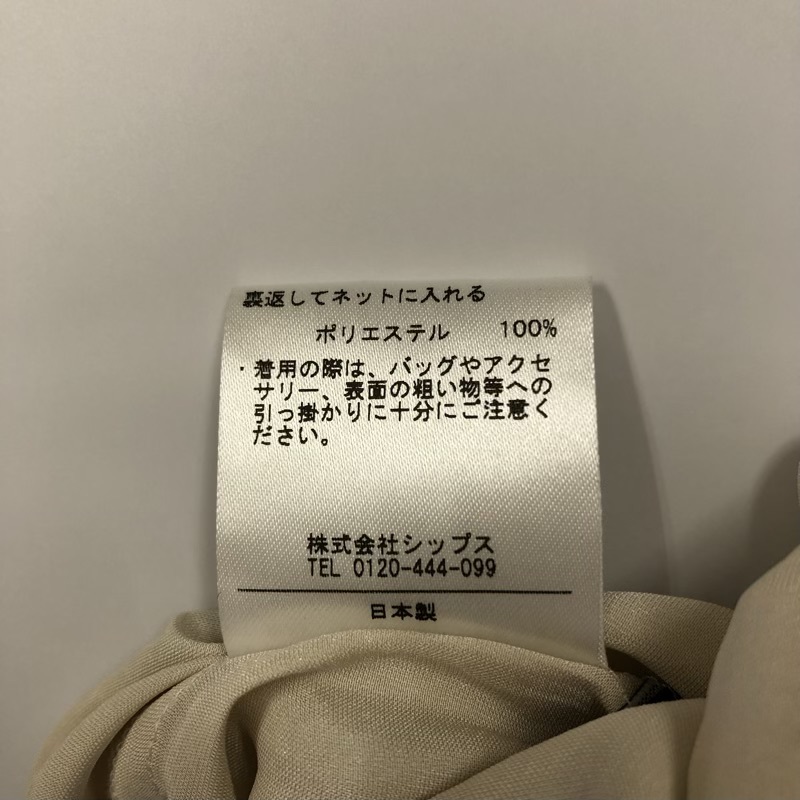 裏返してネットに入れる
ポリエステル 100%
・着用の際は、バッグやアクセ
サリー、表面の粗い物等への
引っ掛かりに十分にご注意く
ださい。
株式会社シップス
TEL 0120-444-099
日本製